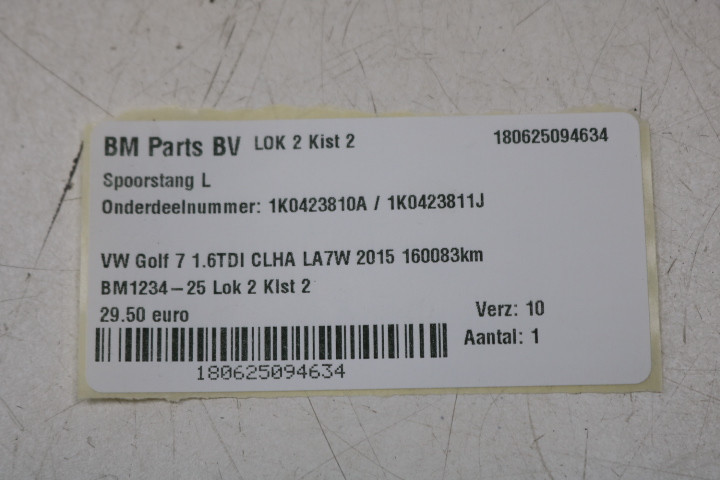 BM Parts BV LOK 2 Kist 2 180625094634
Spoorstang L
Onderdeelnummer: 1K0423810A / 1K0423811J
VW Golf 7 1.6TDI CLHA LA7W 2015 160083km
BM1234-25 Lok 2 Kist 2
29.50 euro Verz: 10
Aantal: 1
180625094634